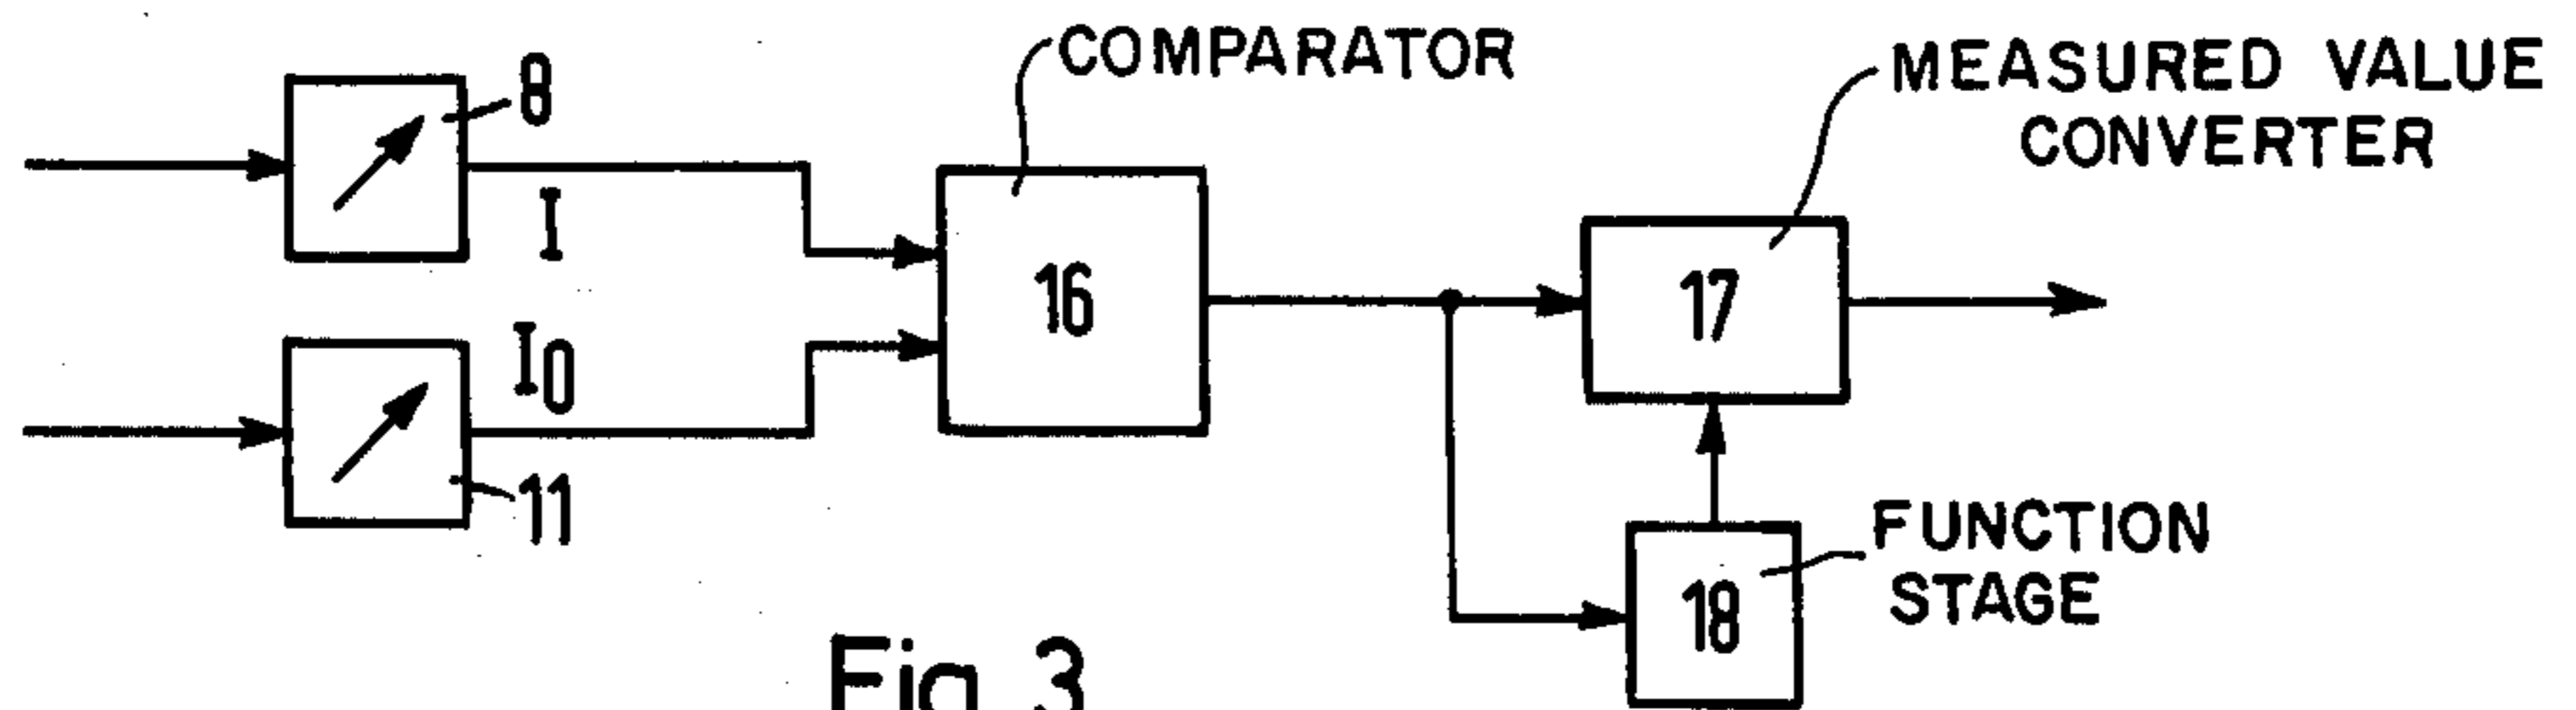 COMPARATOR
MEASURED VALUE
CONVERTER
8
I
16
17
I0
11
FUNCTION
STAGE
18
Fig. 3